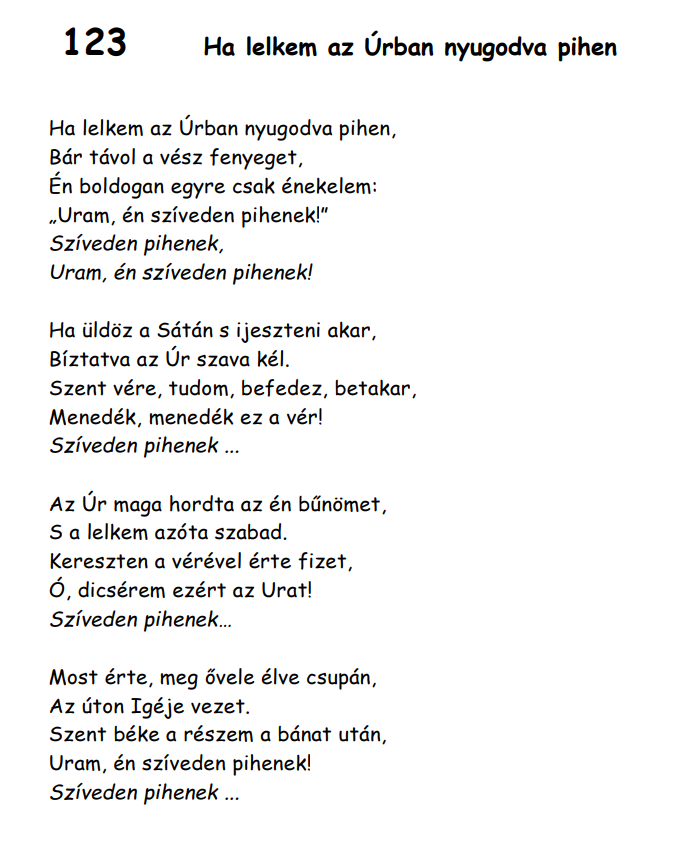 123 Ha lelkem az Úrban nyugodva pihen
Ha lelkem az Úrban nyugodva pihen,
Bár távol a vész fenyeget,
Én boldogan egyre csak énekelem:
„Uram, én szíveden pihenek!”
Szíveden pihenek,
Uram, én szíveden pihenek!
Ha üldöz a Sátán s ijeszteni akar,
Bíztatva az Úr szava kél.
Szent vére, tudom, befedez, betakar,
Menedék, menedék ez a vér!
Szíveden pihenek ...
Az Úr maga hordta az én bűnömet,
S a lelkem azóta szabad.
Kereszten a vérével érte fizet,
Ó, dicsérem ezért az Urat!
Szíveden pihenek…
Most érte, meg ővele élve csupán,
Az úton Igéje vezet.
Szent béke a részem a bánat után,
Uram, én szíveden pihenek!
Szíveden pihenek ...